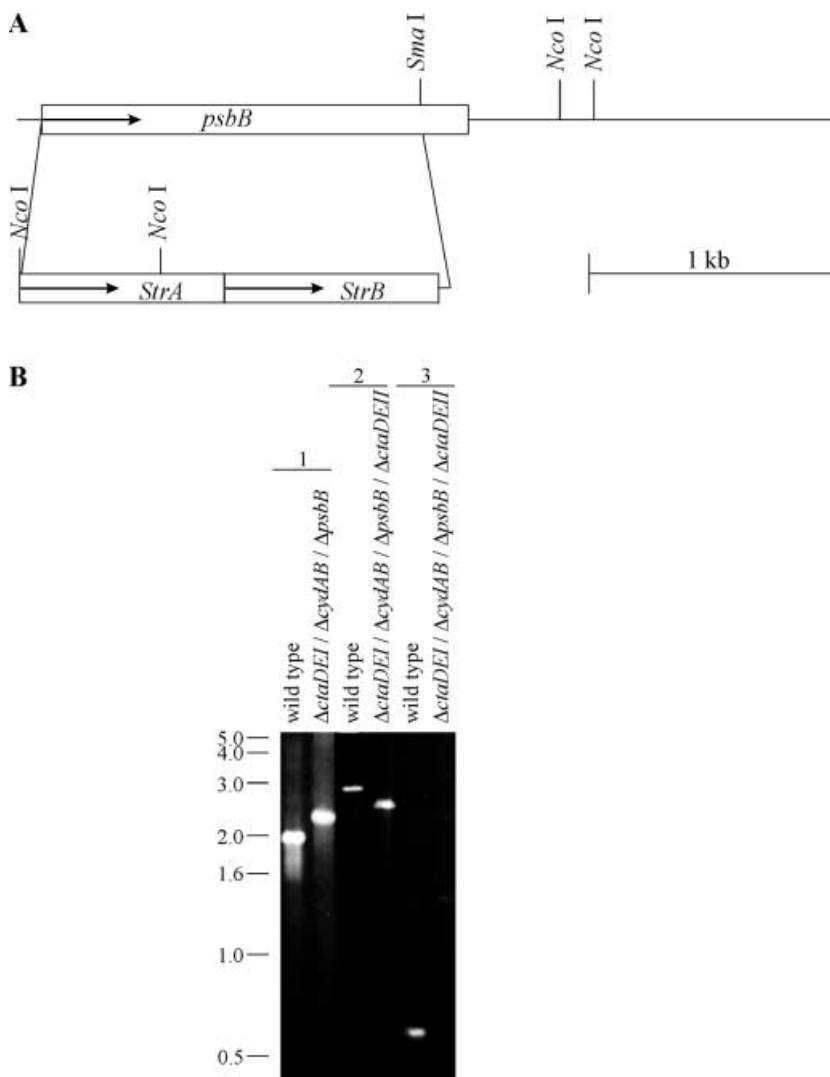 A
Sma I
Nco I
Nco I
psbB
Nco I
Nco I
1 kb
StrA
StrB
B
1
2
3
wild type
ΔctaDEI / ΔcydAB / ΔpsbB
wild type
ΔctaDEI / ΔcydAB / ΔpsbB / ΔctaDEII
wild type
ΔctaDEI / ΔcydAB / ΔpsbB / ΔctaDEII
5.0
4.0
3.0
2.0
1.6
1.0
0.5